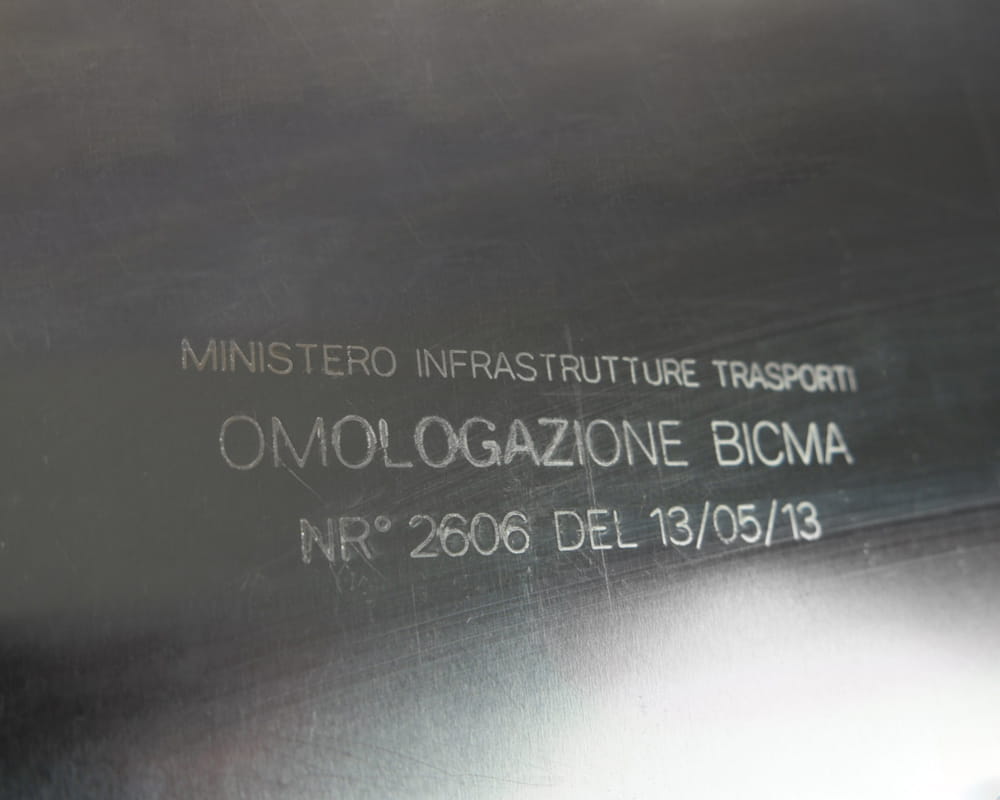 MINISTERO INFRASTRUTTURE TRASPORTI
OMOLOGAZIONE BICMA
NR° 2606 DEL 13/05/13